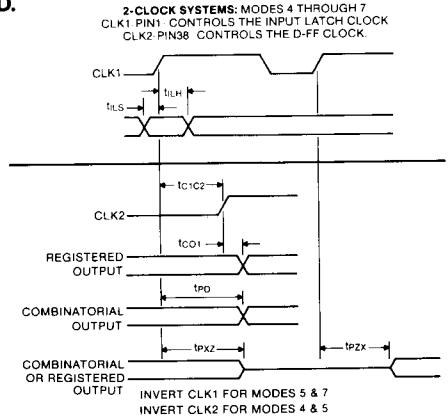 D.
2-CLOCK SYSTEMS: MODES 4 THROUGH 7
CLK1-PIN1- CONTROLS THE INPUT LATCH CLOCK
CLK2-PIN38 CONTROLS THE D-FF CLOCK.
CLK1
tILH
tILS
tC1C2
CLK2
tCO1
REGISTERED
OUTPUT
tPD
COMBINATORIAL
OUTPUT
tPXZ
tPZX
COMBINATORIAL
OR REGISTERED
OUTPUT
INVERT CLK1 FOR MODES 5 & 7
INVERT CLK2 FOR MODES 4 & 5